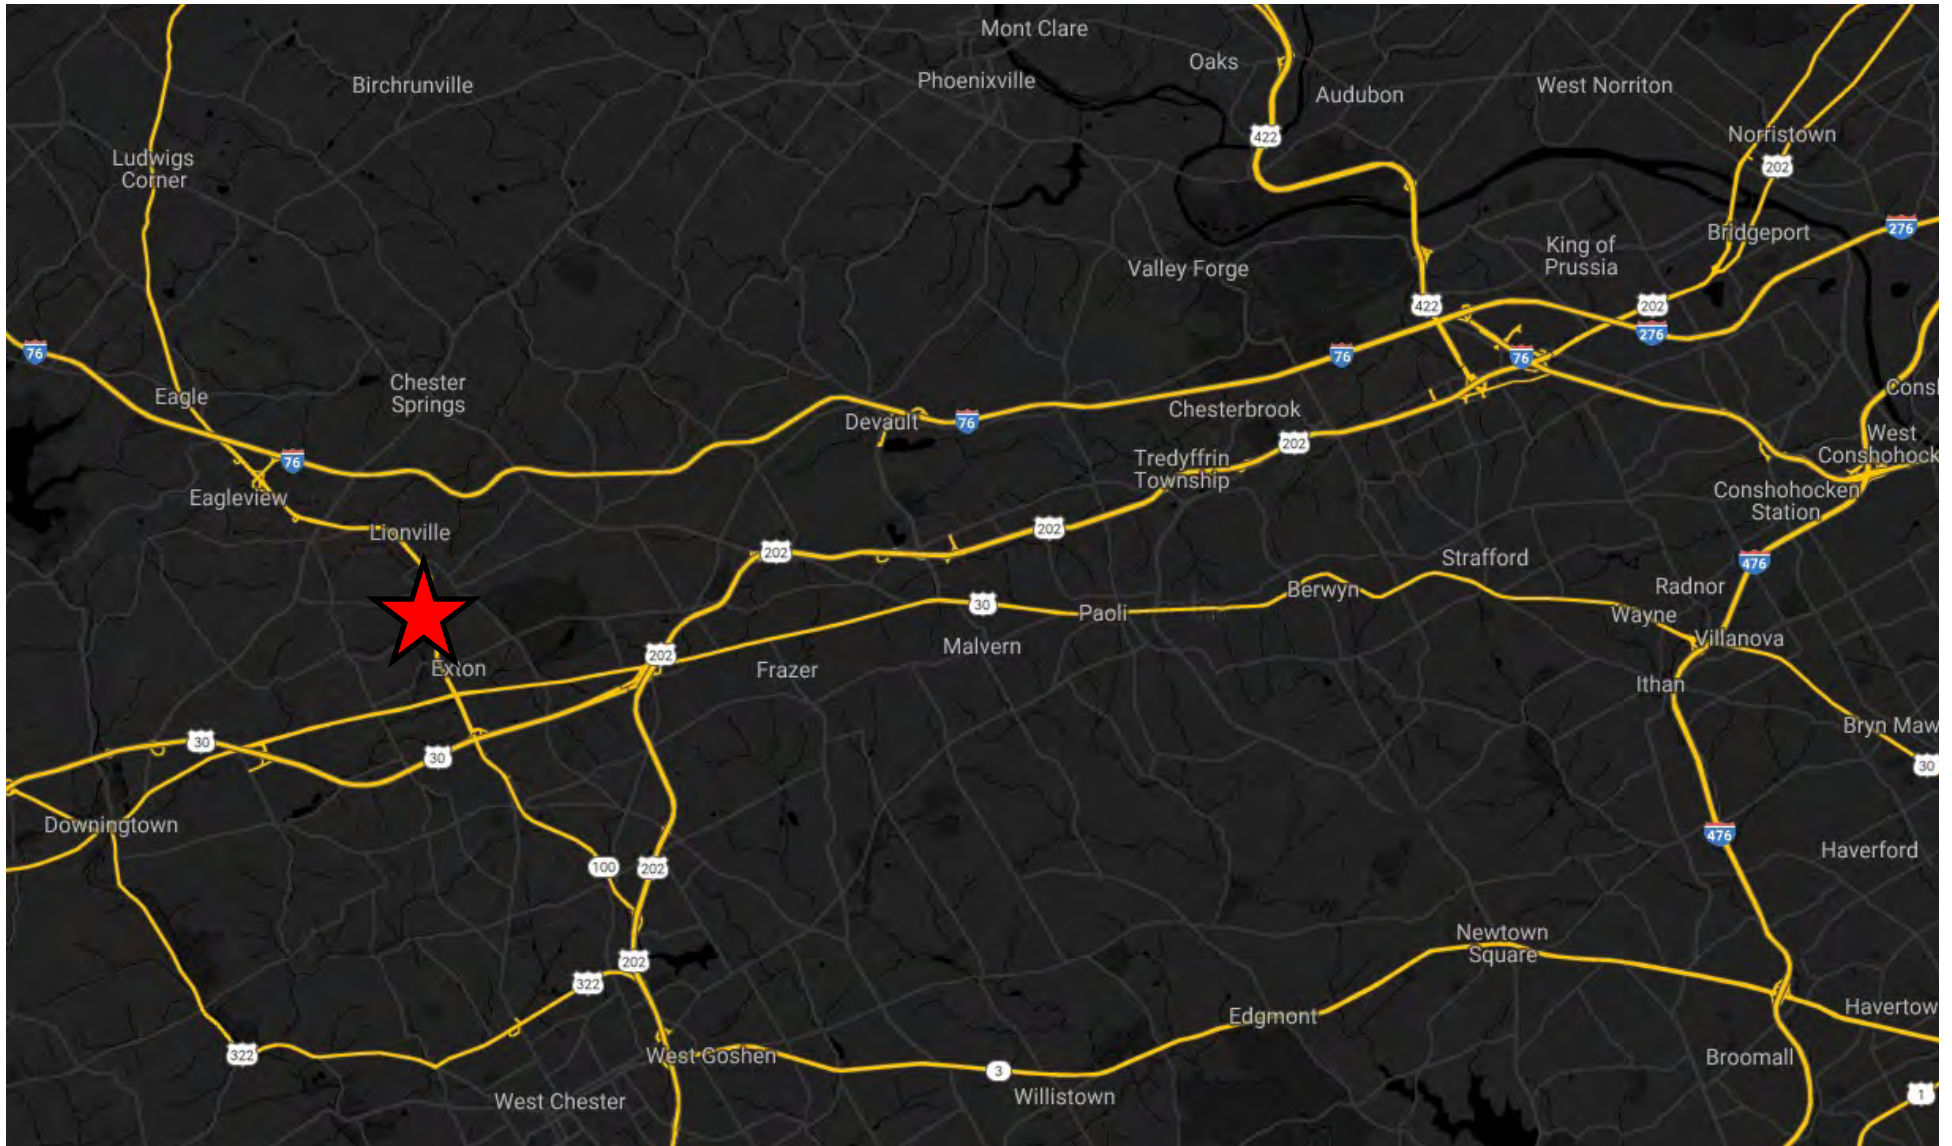 Mont Clare
Oaks
Birchrunville
Phoenixville
Audubon
West Norriton
422
Norristown
202
Ludwigs
Corner
Bridgeport
276
King of
Prussia
Valley Forge
422
202
276
76
76
76
Eagle
Chester
Springs
Consh
Chesterbrook
Devault
76
202
West
Conshohock
76
Tredyffrin
Township
Eagleview
Conshohocken
Station
Lionville
202
202
Strafford
476
Radnor
Berwyn
30
Paoli
Wayne
Villanova
Malvern
202
Exton
Frazer
Ithan
Bryn Maw
30
30
30
Downingtown
476
Haverford
100
202
Newtown
Square
202
322
Edgmont
Havertow
322
West Goshen
Broomall
3
Willistown
1
West Chester